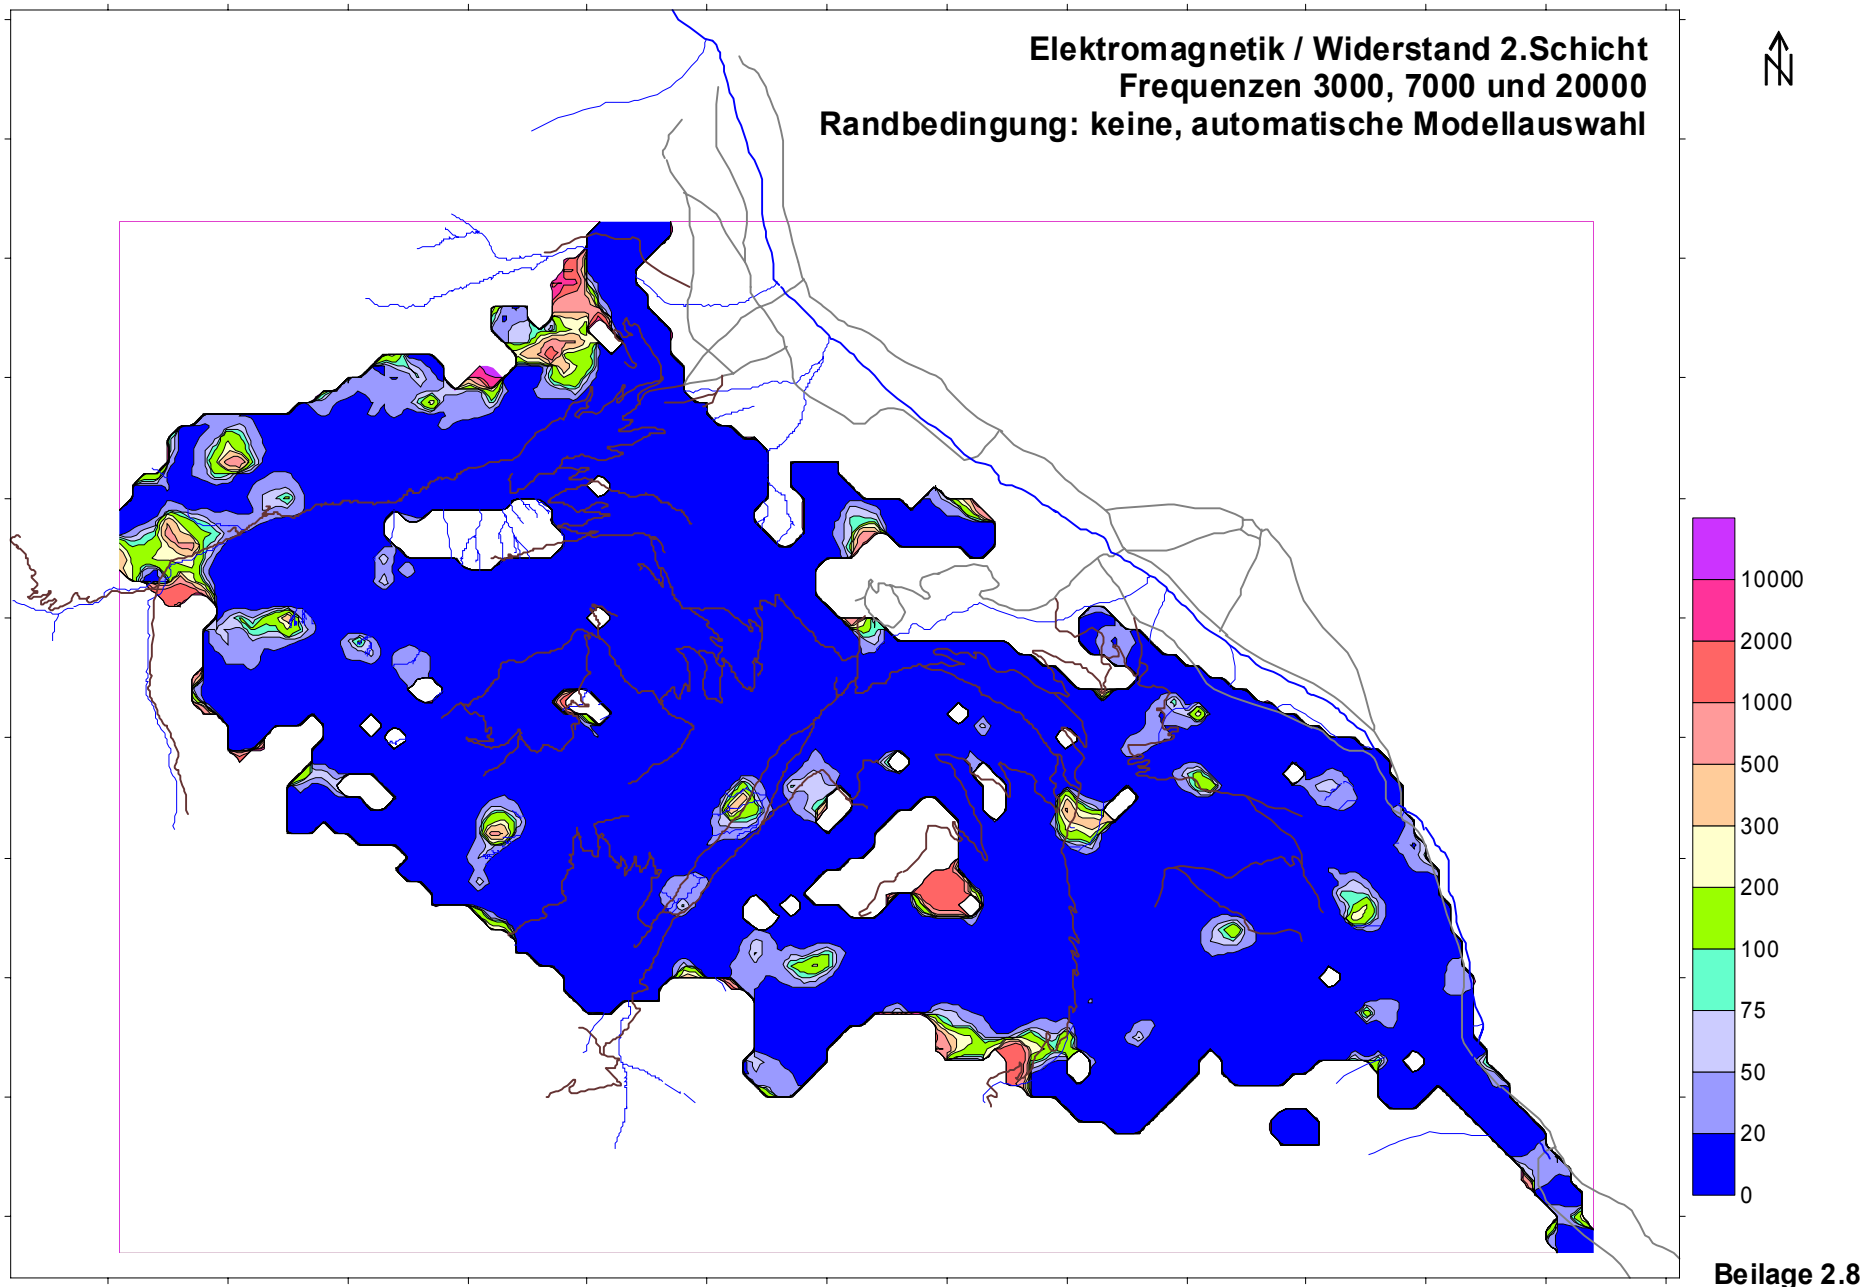 Elektromagnetik / Widerstand 2.Schicht
Frequenzen 3000, 7000 und 20000
Randbedingung: keine, automatische Modellauswahl
N
10000
2000
1000
500
300
200
100
75
50
20
0
Beilage 2.8